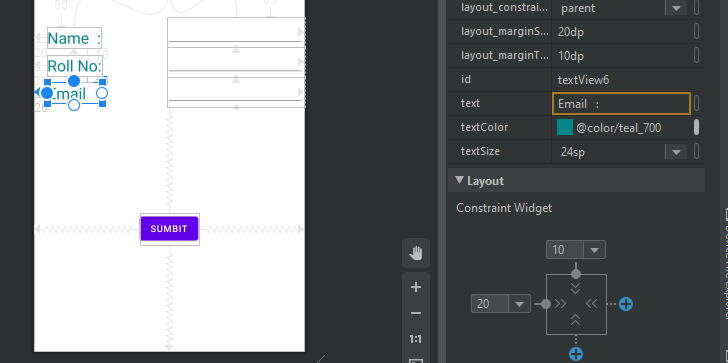 Name :
Roll No:
Email
SUMBIT
1:1
layout_constrai...
parent
layout_marginS...
20dp
layout_marginT...
10dp
id
textView6
text
Email :
textColor
@color/teal_700
textSize
24sp
Layout
Constraint Widget
10
20